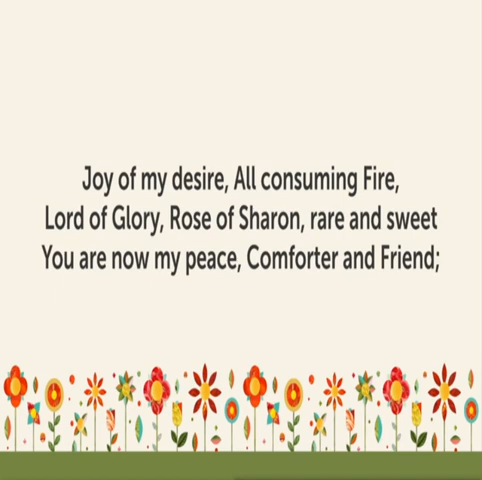 Joy of my desire, All consuming Fire,
Lord of Glory, Rose of Sharon, rare and sweet
You are now my peace, Comforter and Friend;